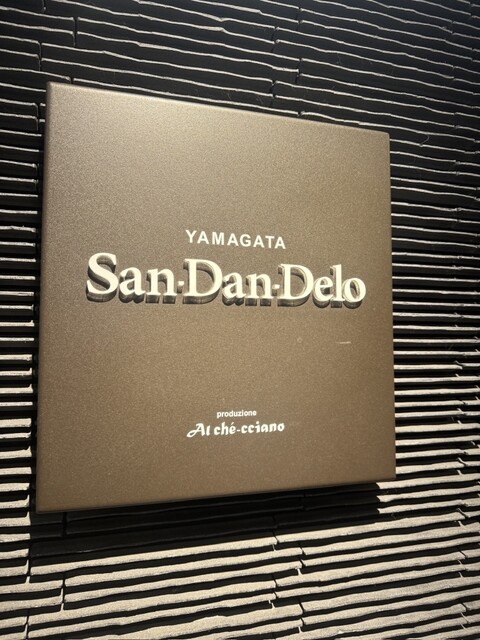 YAMAGATA
San·Dan·Delo
produzione
Al ché-cciano